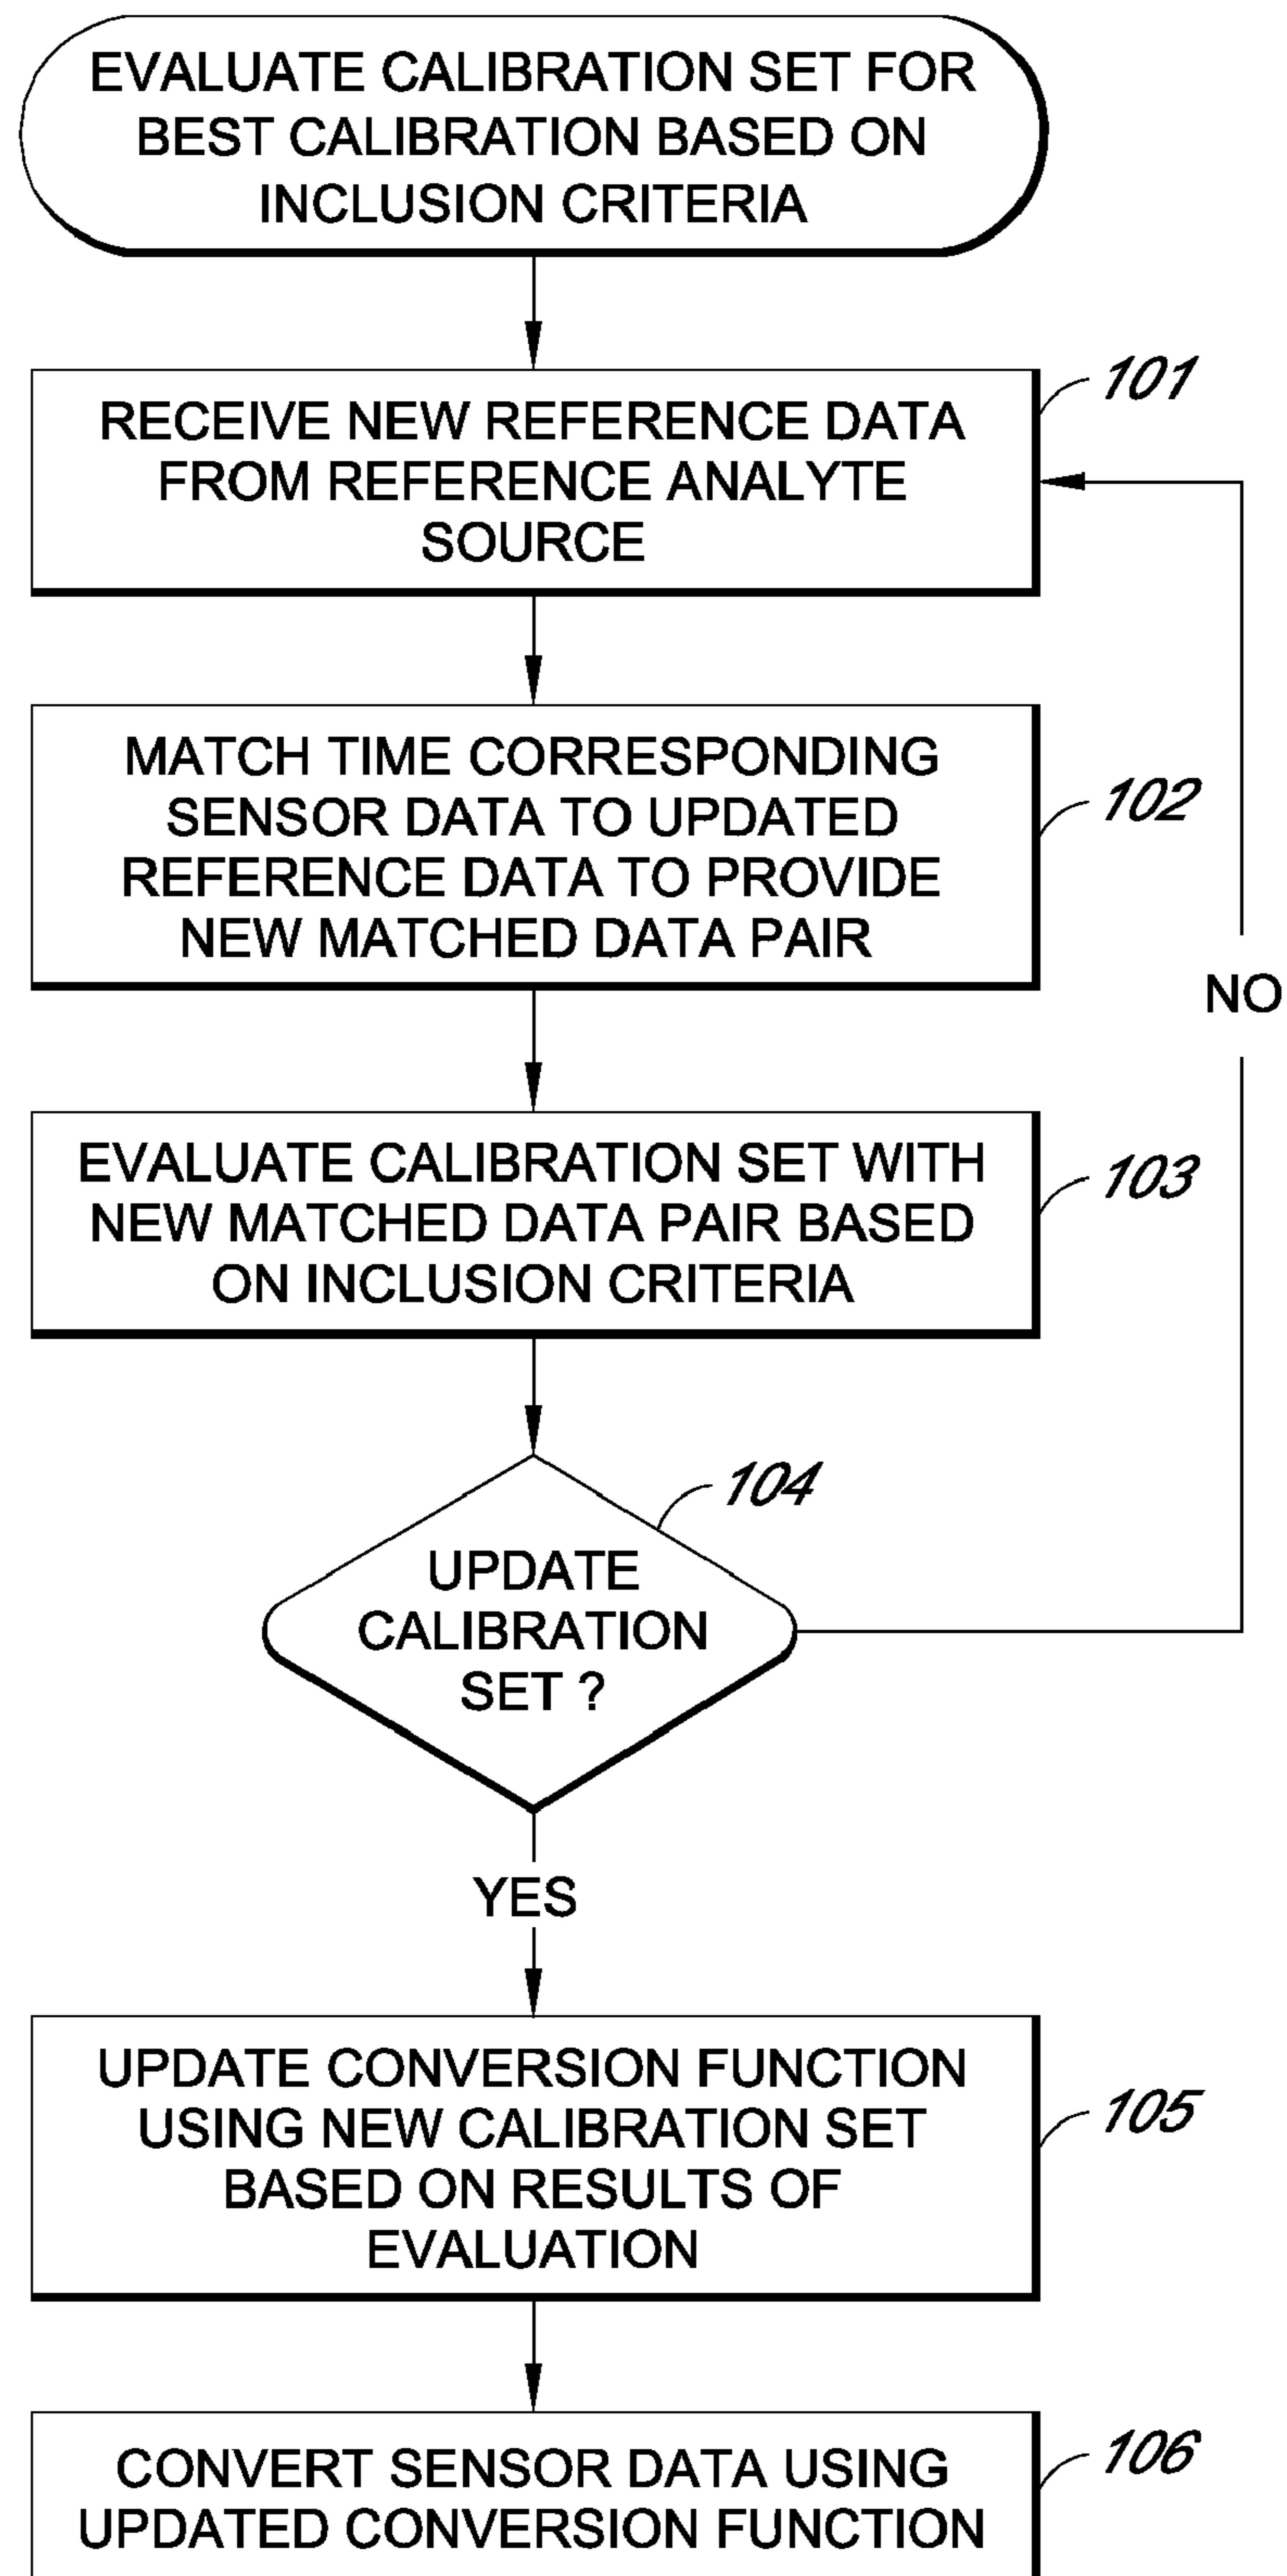 EVALUATE CALIBRATION SET FOR
BEST CALIBRATION BASED ON
INCLUSION CRITERIA
101
RECEIVE NEW REFERENCE DATA
FROM REFERENCE ANALYTE
SOURCE
102
MATCH TIME CORRESPONDING
SENSOR DATA TO UPDATED
REFERENCE DATA TO PROVIDE
NEW MATCHED DATA PAIR
NO
103
EVALUATE CALIBRATION SET WITH
NEW MATCHED DATA PAIR BASED
ON INCLUSION CRITERIA
104
UPDATE
CALIBRATION
SET ?
YES
105
UPDATE CONVERSION FUNCTION
USING NEW CALIBRATION SET
BASED ON RESULTS OF
EVALUATION
106
CONVERT SENSOR DATA USING
UPDATED CONVERSION FUNCTION